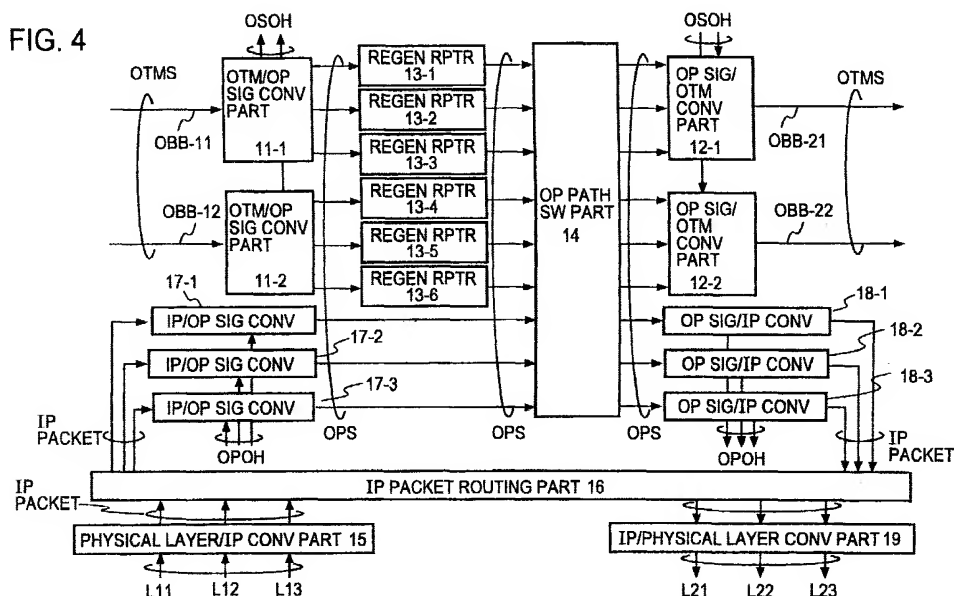 FIG. 4
OSOH
OSOH
OTMS
OTM/OP
SIG CONV
PART
11-1
OBB-11
REGEN RPTR
13-1
REGEN RPTR
13-2
REGEN RPTR
13-3
REGEN RPTR
13-4
REGEN RPTR
13-5
REGEN RPTR
13-6
OP PATH
SW PART
14
OP SIG/
OTM
CONV
PART
12-1
OTMS
OBB-21
OBB-12
OTM/OP
SIG CONV
PART
11-2
OP SIG/
OTM
CONV
PART
12-2
OBB-22
17-1
IP/OP SIG CONV
17-2
IP/OP SIG CONV
17-3
IP/OP SIG CONV
18-1
OP SIG/IP CONV
18-2
OP SIG/IP CONV
18-3
OP SIG/IP CONV
IP
PACKET
OPOH
OPS
OPS
OPS
OPOH
IP
PACKET
IP
PACKET
IP PACKET ROUTING PART 16
PHYSICAL LAYER/IP CONV PART 15
IP/PHYSICAL LAYER CONV PART 19
L11
L12
L13
L21
L22
L23